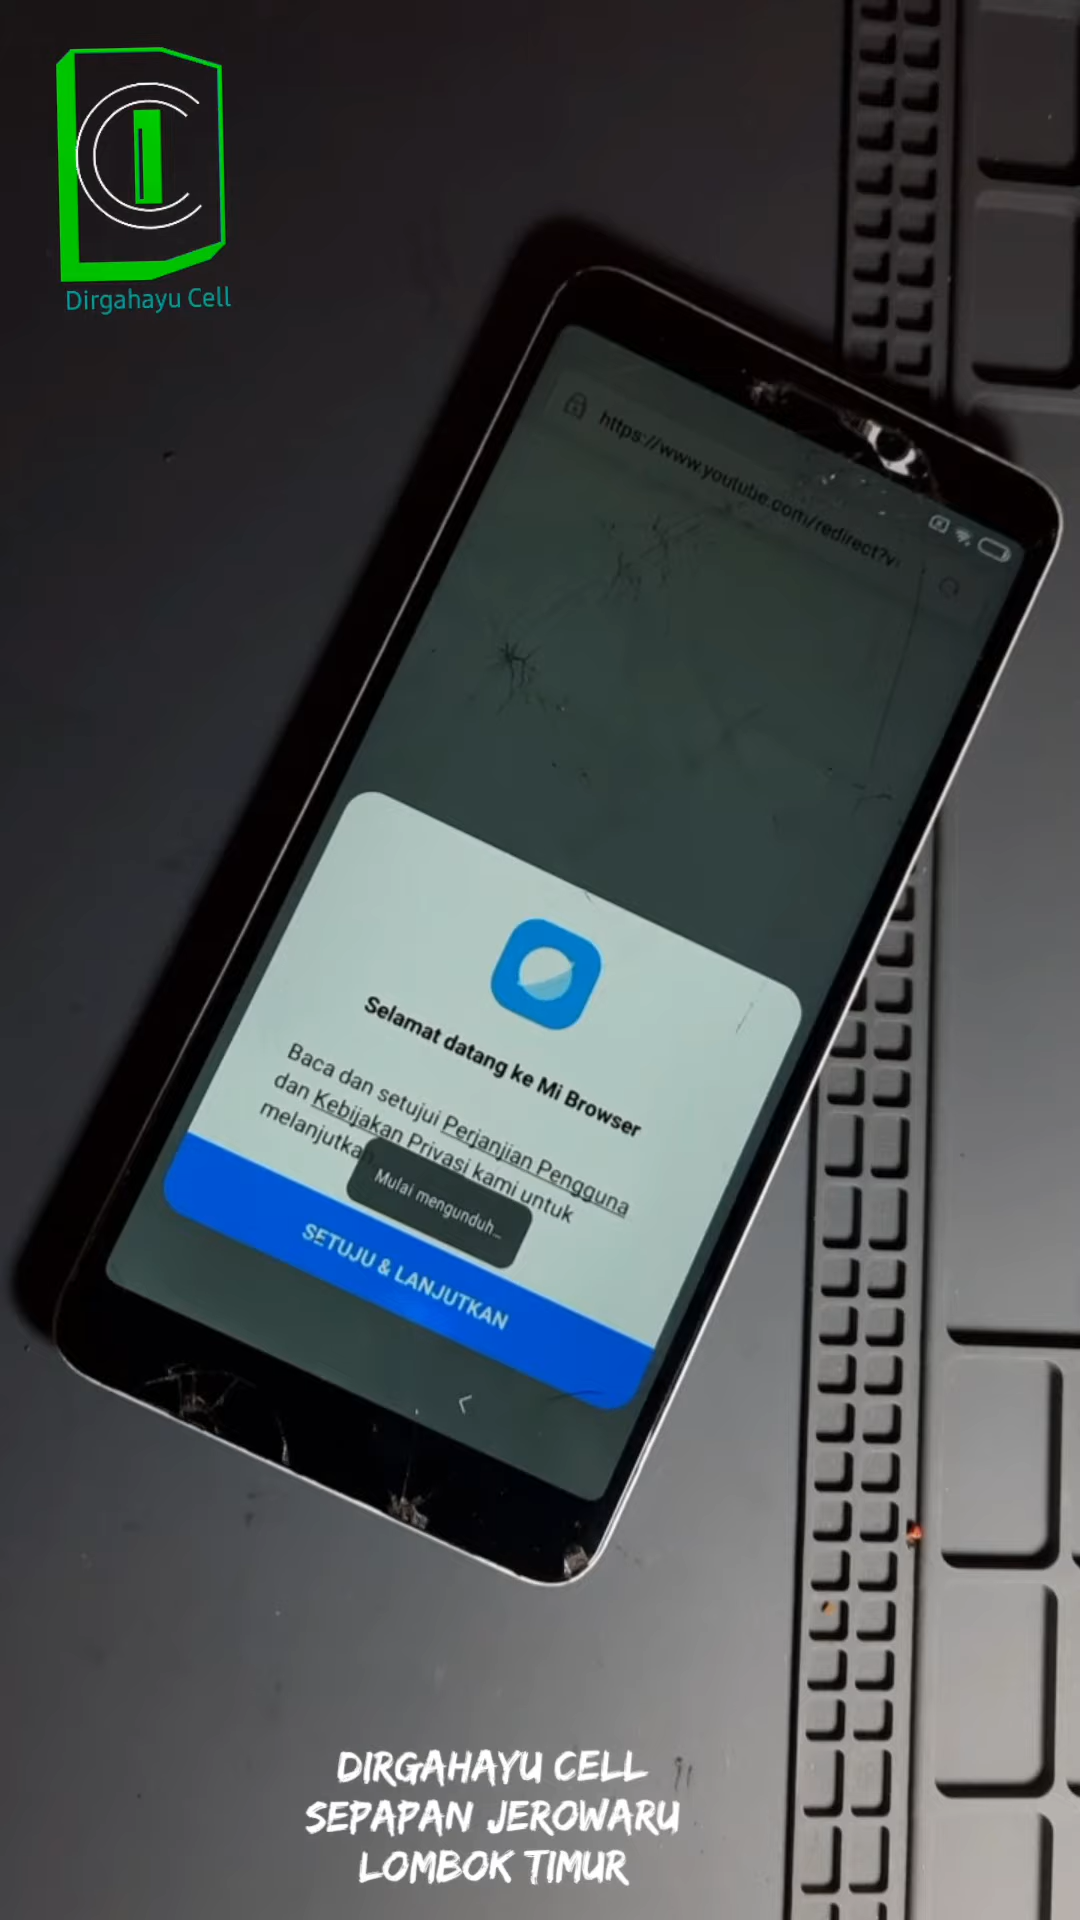 Dirgahayu Cell
https://www.youtube.com/redirect?v
Selamat datang ke Mi Browser
Baca dan setujui Perjanjian Pengguna
dan Kebijakan Privasi kami untuk
melanjutkan
Mulai mengunduh...
SETUJU & LANJUTKAN
DIRGAHAYU CELL
SEPAPAN JEROWARU
LOMBOK TIMUR